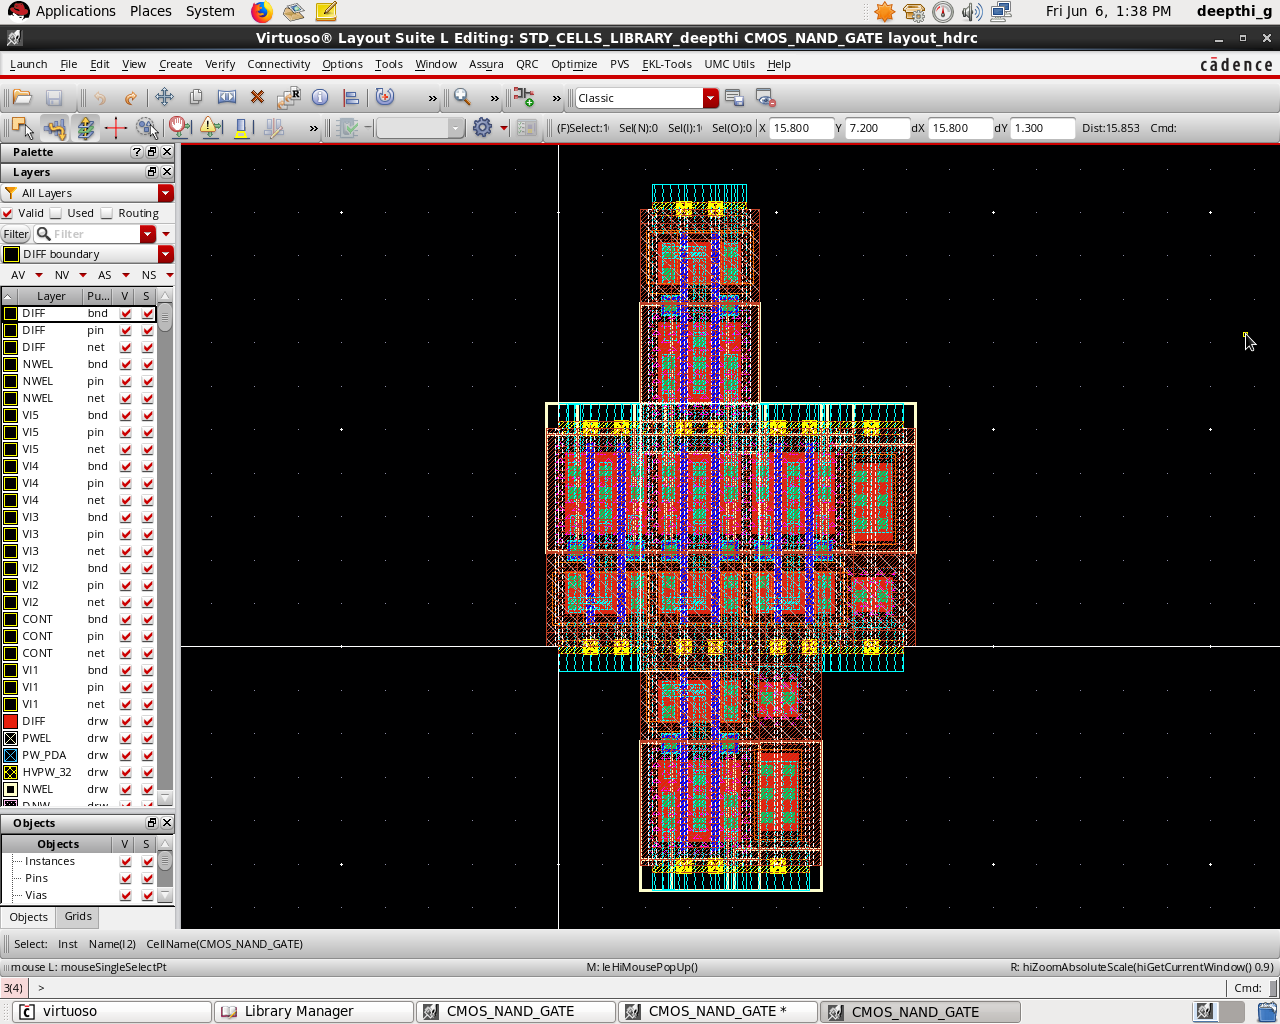 Applications Places System Fri Jun 6, 1:38 PM deepthi_g
Virtuoso® Layout Suite L Editing: STD_CELLS_LIBRARY_deepthi CMOS_NAND_GATE layout_hdrc
Launch File Edit View Create Verify Connectivity Options Tools Window Assura QRC Optimize PVS EKL-Tools UMC Utils Help cādence
» » » Classic
» (F)Select:1 Sel(N):0 Sel(I):1 Sel(O):0 X 15.800 Y 7.200 dX 15.800 dY 1.300 Dist:15.853 Cmd:
Palette
Layers
All Layers
Valid Used Routing
Filter Filter
DIFF boundary
AV NV AS NS
Layer Pu... V S
DIFF bnd
DIFF pin
DIFF net
NWEL bnd
NWEL pin
NWEL net
VI5 bnd
VI5 pin
VI5 net
VI4 bnd
VI4 pin
VI4 net
VI3 bnd
VI3 pin
VI3 net
VI2 bnd
VI2 pin
VI2 net
CONT bnd
CONT pin
CONT net
VI1 bnd
VI1 pin
VI1 net
DIFF drw
PWEL drw
PW_PDA drw
HVPW_32 drw
NWEL drw
DNW drw
Objects
Objects V S
Instances
Pins
Vias
Objects Grids
Select: Inst Name(I2) CellName(CMOS_NAND_GATE)
mouse L: mouseSingleSelectPt M: leHiMousePopUp() R: hiZoomAbsoluteScale(hiGetCurrentWindow() 0.9)
3(4) > Cmd:
virtuoso Library Manager CMOS_NAND_GATE CMOS_NAND_GATE * CMOS_NAND_GATE